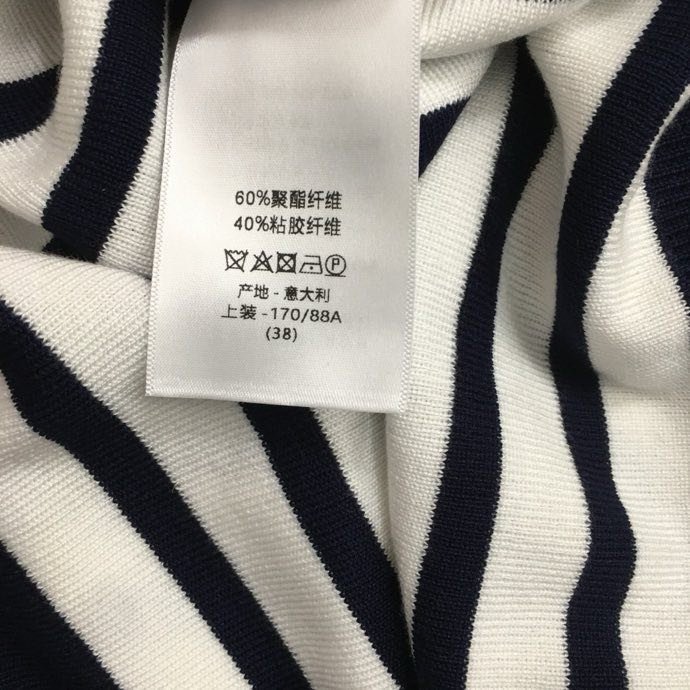 60%聚酯纤维
40%粘胶纤维
P
产地 - 意大利
上装 -170/88A
(38)